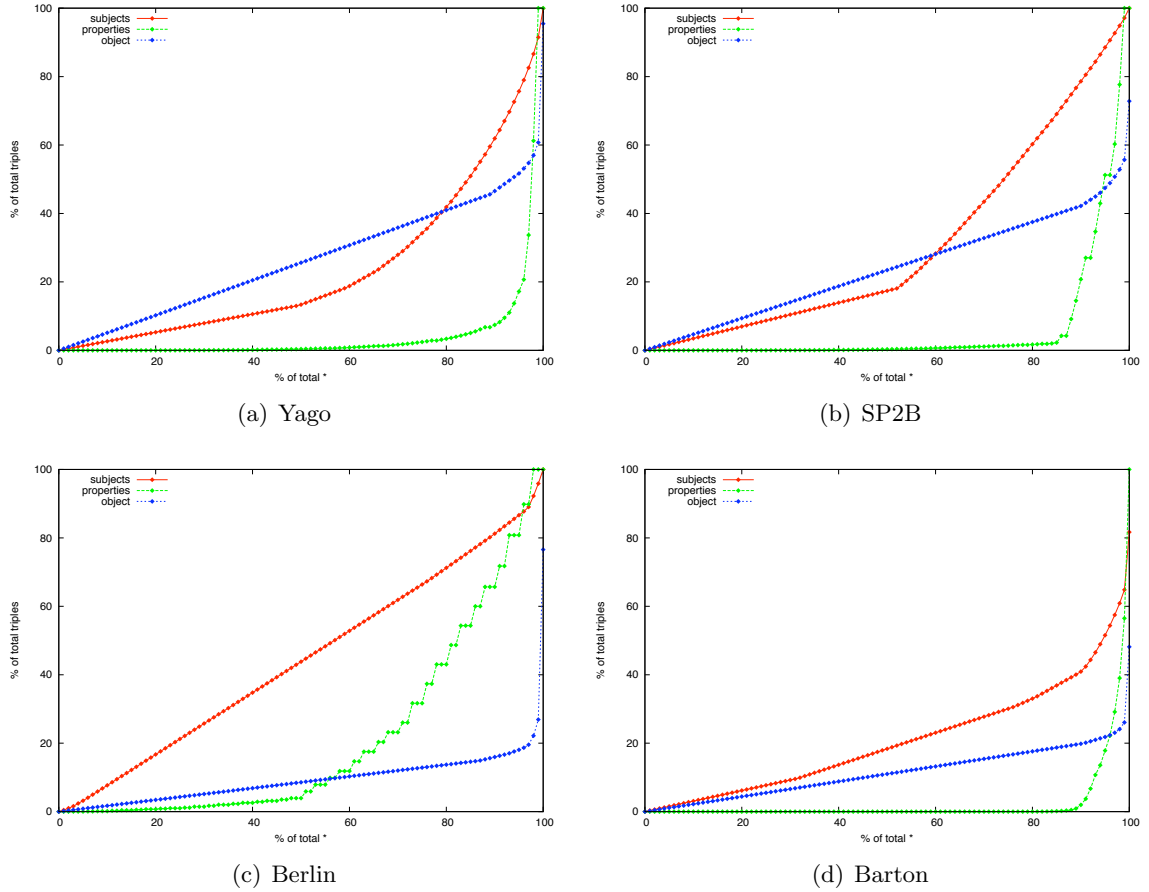 100
80
60
40
20
0
% of total triples
subjects
properties
object
0 20 40 60 80 100
% of total *
(a) Yago
100
80
60
40
20
0
% of total triples
subjects
properties
object
0 20 40 60 80 100
% of total *
(b) SP2B
100
80
60
40
20
0
% of total triples
subjects
properties
object
0 20 40 60 80 100
% of total *
(c) Berlin
100
80
60
40
20
0
% of total triples
subjects
properties
object
0 20 40 60 80 100
% of total *
(d) Barton